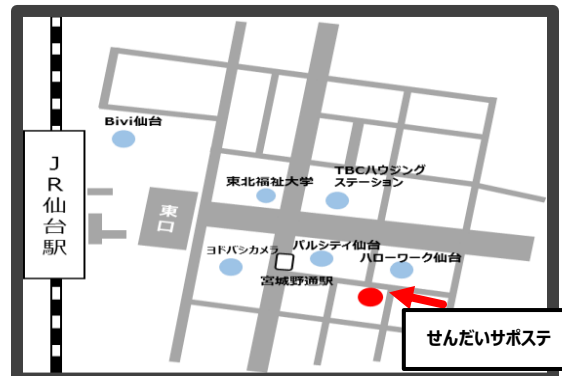 Bivi仙台
JR仙台駅
東口
東北福祉大学
TBCハウジング
ステーション
ヨドバシカメラ
パルシティ仙台
ハローワーク仙台
宮城野通駅
せんだいサポステ